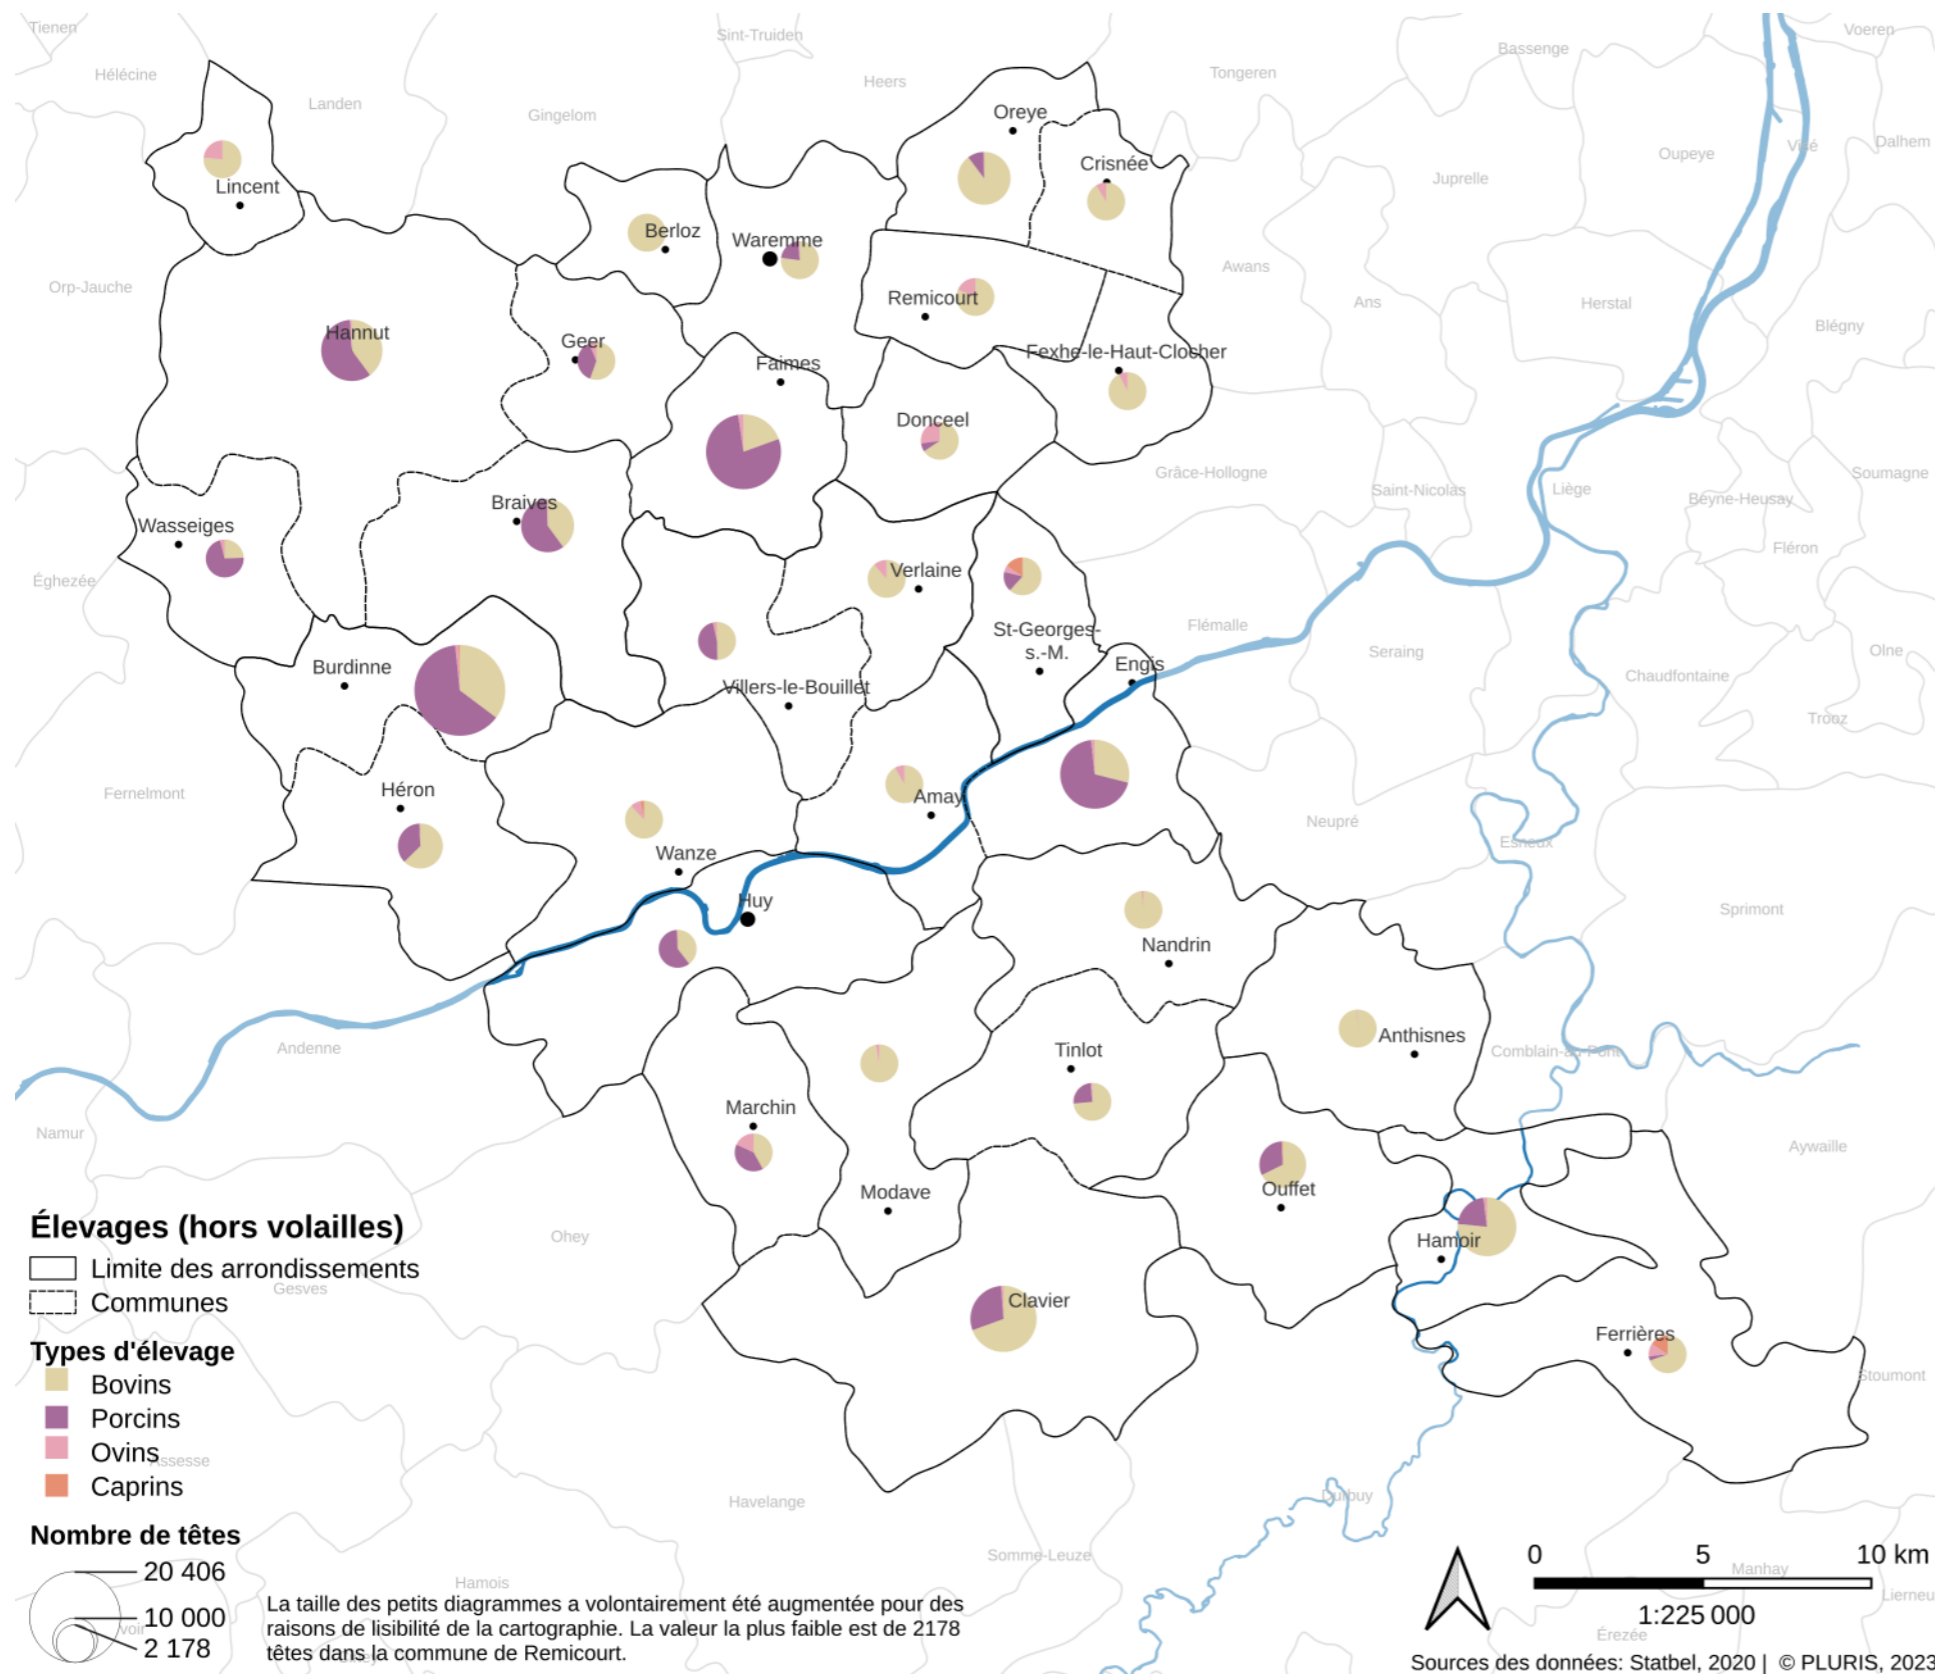 Tienen
Sint-Truiden
Voeren
Bassenge
Hélécine
Heers
Tongeren
Landen
Gingelom
Oreye
Dalhem
Visé
Oupeye
Crisnée
Juprelle
Lincent
Berloz
Waremme
Awans
Orp-Jauche
Remicourt
Ans
Herstal
Blégny
Hannut
Geer
Faimes
Fexhe-le-Haut-Clocher
Donceel
Grâce-Hollogne
Soumagne
Saint-Nicolas
Liège
Beyne-Heusay
Braives
Wasseiges
Fléron
Éghezée
Verlaine
Flémalle
St-Georges-
s.-M.
Seraing
Olne
Burdinne
Engis
Chaudfontaine
Villers-le-Bouillet
Trooz
Fernelmont
Héron
Amay
Neupré
Esneux
Wanze
Huy
Sprimont
Nandrin
Anthisnes
Andenne
Tinlot
Comblain-au-Pont
Marchin
Namur
Aywaille
Modave
Ouffet
Ohey
Hamoir
Clavier
Ferrières
Stoumont
Élevages (hors volailles)
Limite des arrondissements
Gesves
Communes
Types d'élevage
Bovins
Porcins
Ovins
Assesse
Caprins
Havelange
Durbuy
Nombre de têtes
20 406
10 000
2 178
Somme-Leuze
Hamois
La taille des petits diagrammes a volontairement été augmentée pour des
raisons de lisibilité de la cartographie. La valeur la plus faible est de 2178
têtes dans la commune de Remicourt.
0 5 10 km
Manhay
Lierneu
1:225 000
Érezée
Sources des données: Statbel, 2020 | © PLURIS, 2023